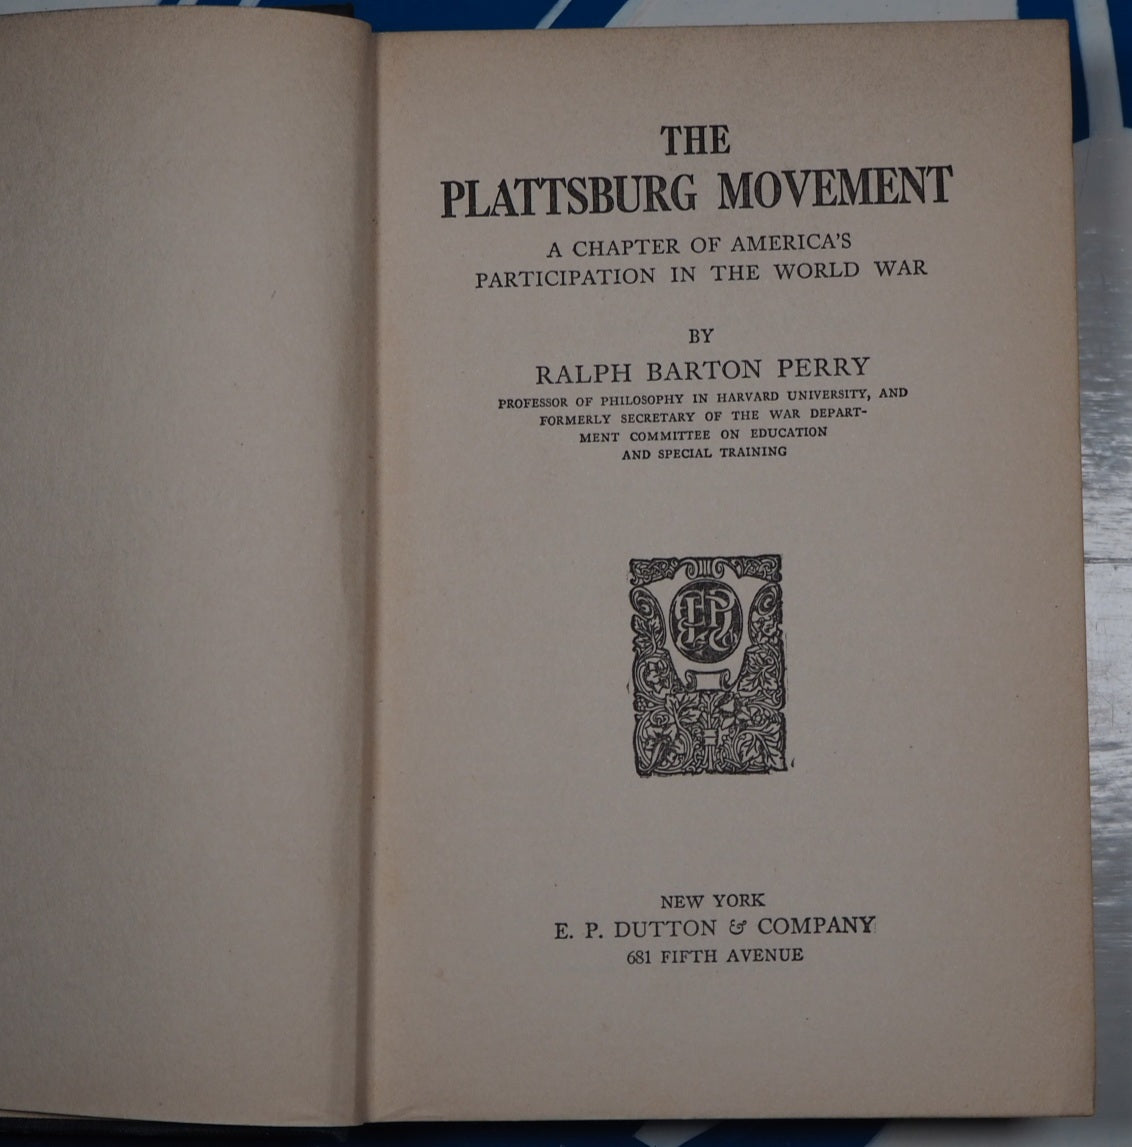 THE
PLATTSBURG MOVEMENT
A CHAPTER OF AMERICA'S
PARTICIPATION IN THE WORLD WAR
BY
RALPH BARTON PERRY
PROFESSOR OF PHILOSOPHY IN HARVARD UNIVERSITY, AND
FORMERLY SECRETARY OF THE WAR DEPART-
MENT COMMITTEE ON EDUCATION
AND SPECIAL TRAINING
NEW YORK
E. P. DUTTON & COMPANY
681 FIFTH AVENUE